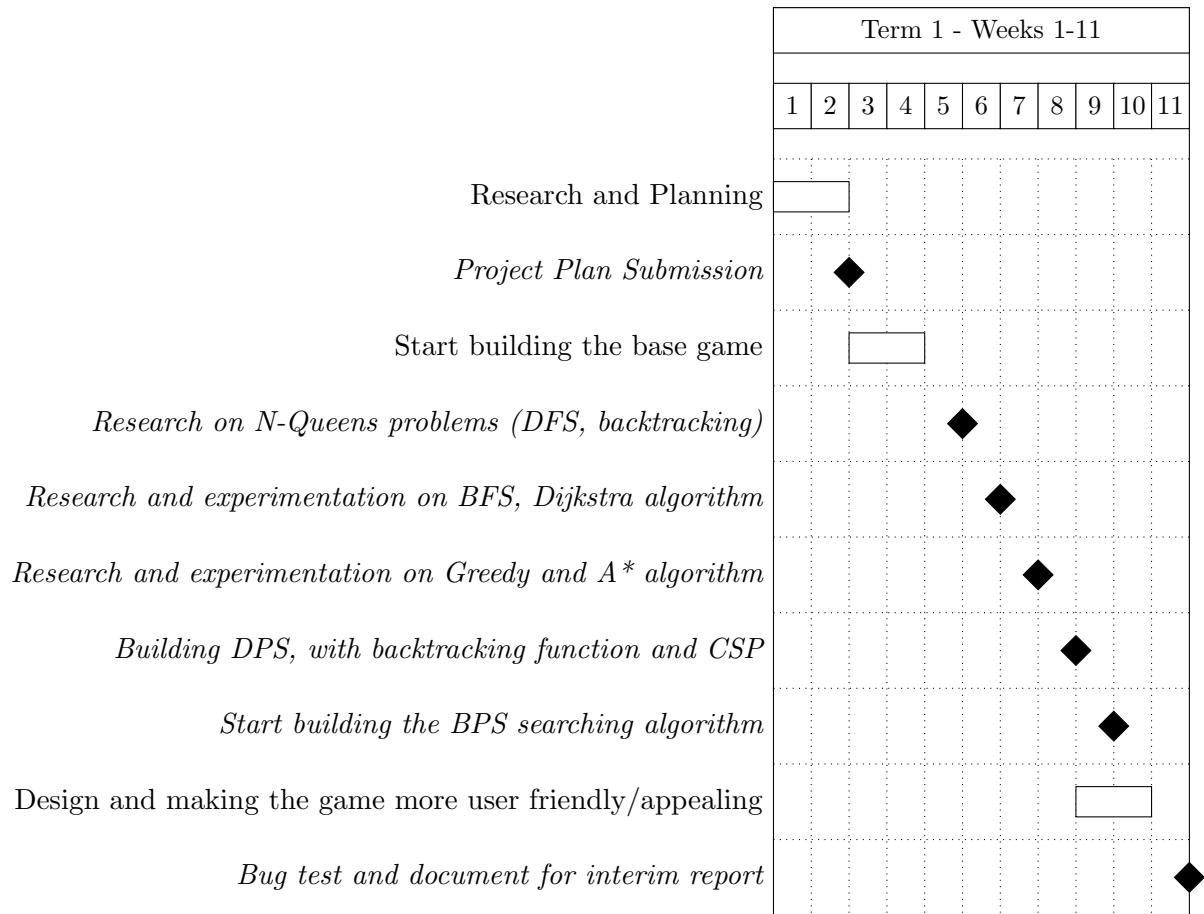 Term 1 - Weeks 1-11
1 2 3 4 5 6 7 8 9 10 11
Research and Planning
Project Plan Submission
Start building the base game
Research on N-Queens problems (DFS, backtracking)
Research and experimentation on BFS, Dijkstra algorithm
Research and experimentation on Greedy and A* algorithm
Building DPS, with backtracking function and CSP
Start building the BPS searching algorithm
Design and making the game more user friendly/appealing
Bug test and document for interim report